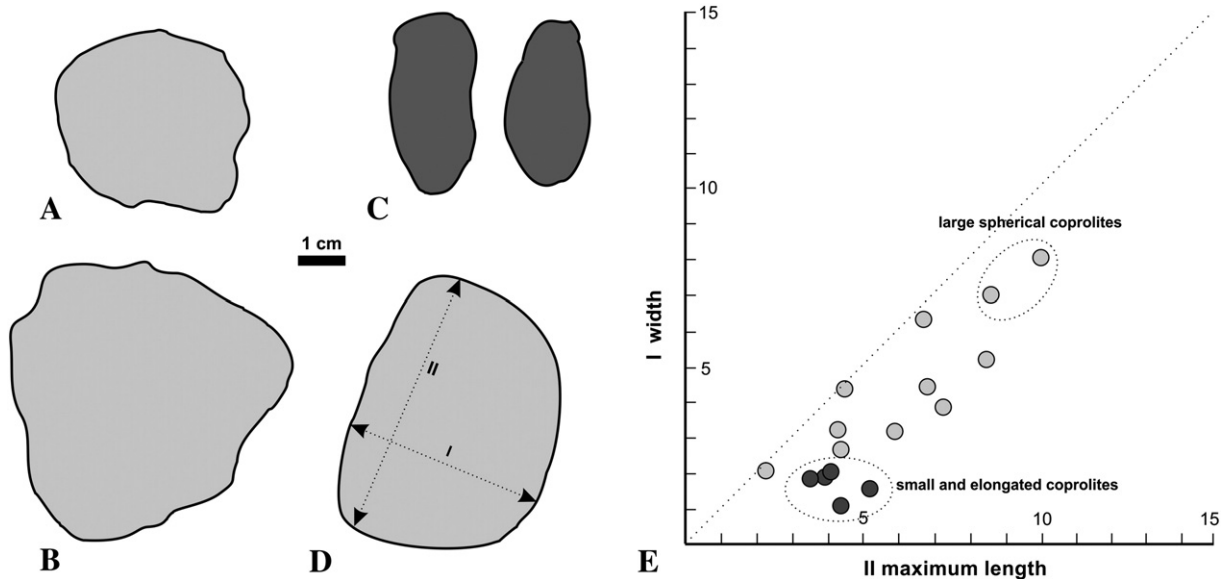 A
C
1 cm
B
II
I
D
15
10
large spherical coprolites
I width
5
small and elongated coprolites
5
10
15
E
II maximum length